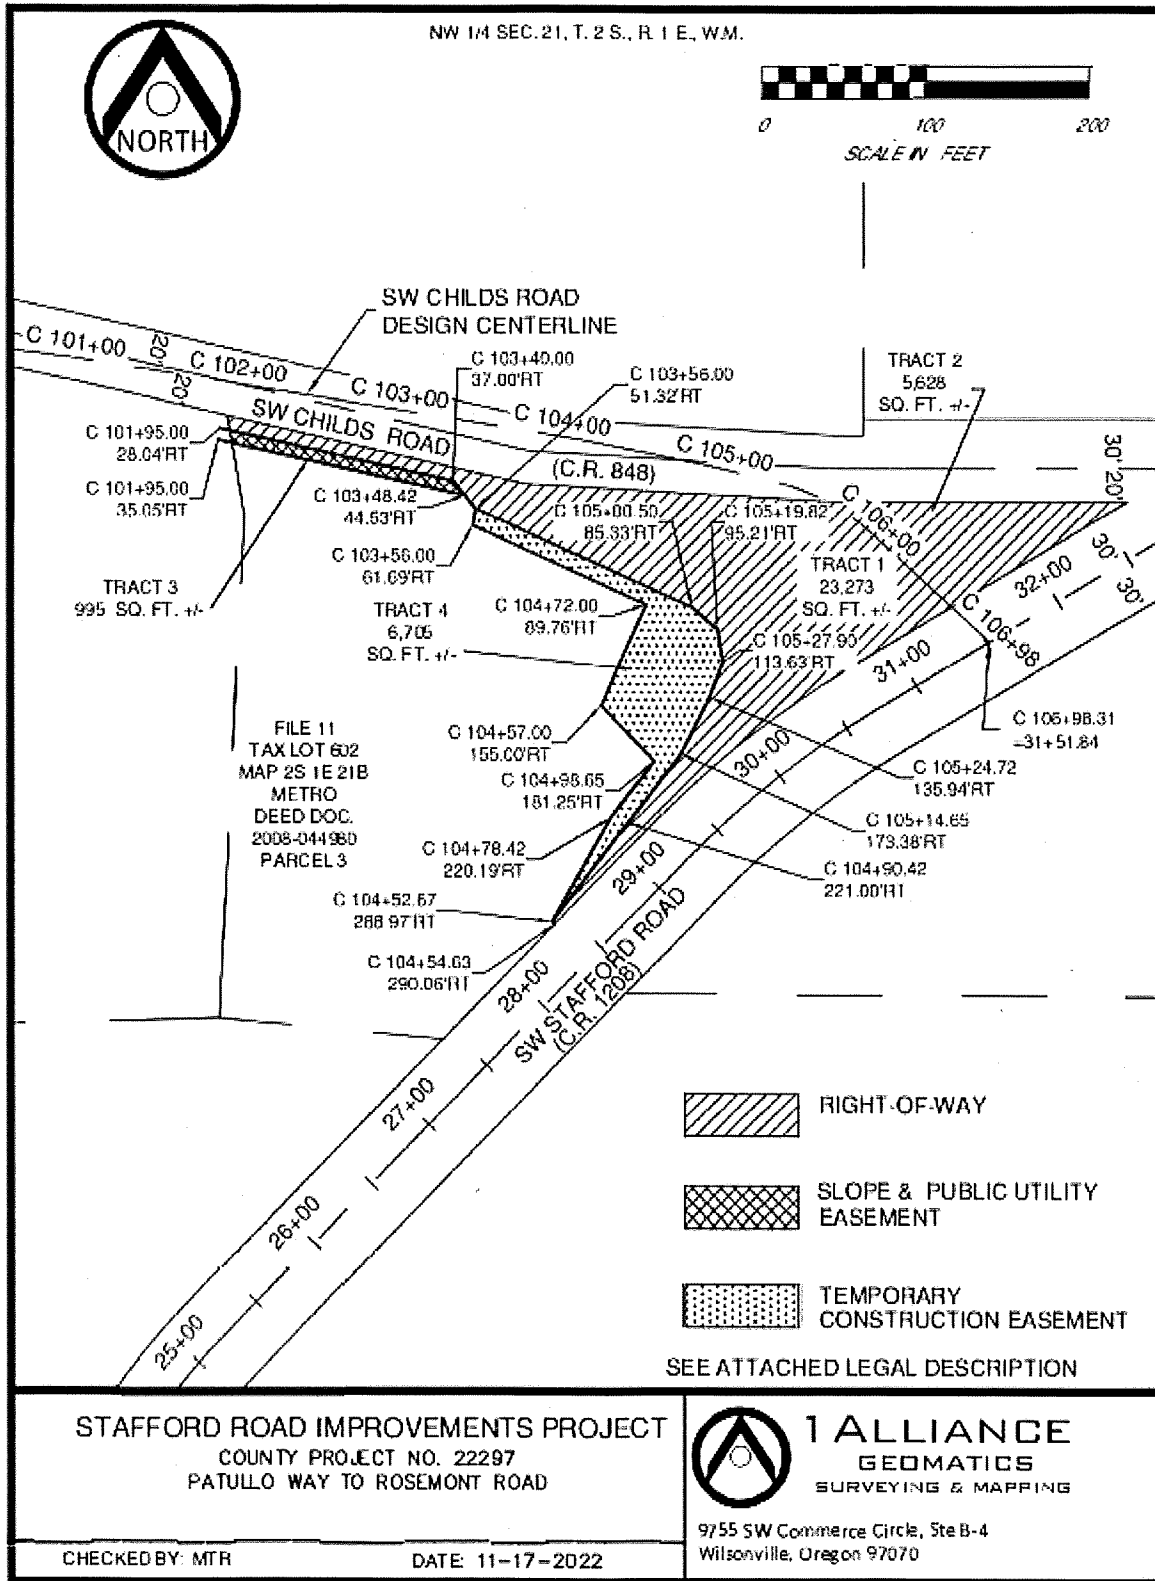 NW 1/4 SEC. 21, T. 2 S., R. 1 E., W.M.
NORTH
0 100 200
SCALE IN FEET
SW CHILDS ROAD
DESIGN CENTERLINE
C 101+00
20'
20'
C 102+00
C 103+00
C 104+00
C 105+00
C 106+00
C 106+98
SW CHILDS ROAD
(C.R. 848)
C 103+40.00
37.00'RT
C 103+56.00
51.32'RT
TRACT 2
5,628
SQ. FT. +/-
30'
20'
C 101+95.00
28.04'RT
C 101+95.00
35.05'RT
C 103+48.42
44.53'RT
C 103+56.00
61.69'RT
C 105+00.50
85.33'RT
C 105+19.82
95.21'RT
TRACT 1
23,273
SQ. FT. +/-
30'
30'
TRACT 3
995 SQ. FT. +/-
TRACT 4
6,705
SQ. FT. +/-
C 104+72.00
89.76'RT
C 105+27.90
113.63'RT
32+00
31+00
30+00
29+00
28+00
27+00
26+00
25+00
C 106+98.31
=31+51.84
FILE 11
TAX LOT 602
MAP 2S 1E 21B
METRO
DEED DOC.
2008-044980
PARCEL 3
C 104+57.00
155.00'RT
C 104+98.65
181.25'RT
C 105+24.72
135.94'RT
C 105+14.65
173.38'RT
C 104+78.42
220.19'RT
C 104+90.42
221.00'RT
C 104+52.67
288.97'RT
C 104+54.63
290.06'RT
SW STAFFORD ROAD
(C.R. 1208)
RIGHT-OF-WAY
SLOPE & PUBLIC UTILITY
EASEMENT
TEMPORARY
CONSTRUCTION EASEMENT
SEE ATTACHED LEGAL DESCRIPTION
STAFFORD ROAD IMPROVEMENTS PROJECT
COUNTY PROJECT NO. 22297
PATULLO WAY TO ROSEMONT ROAD
CHECKED BY: MTR DATE: 11-17-2022
1 ALLIANCE
GEOMATICS
SURVEYING & MAPPING
9755 SW Commerce Circle, Ste B-4
Wilsonville, Oregon 97070